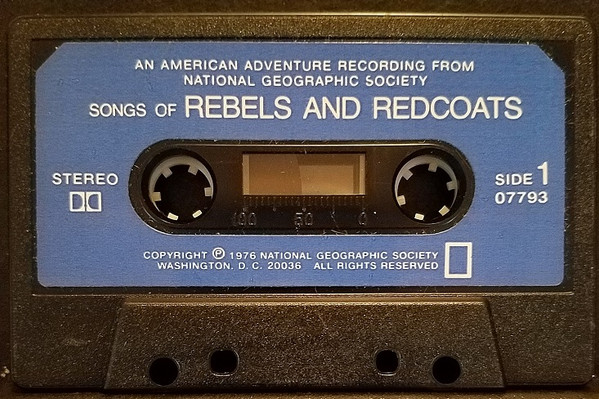 AN AMERICAN ADVENTURE RECORDING FROM
NATIONAL GEOGRAPHIC SOCIETY
SONGS OF REBELS AND REDCOATS
STEREO
SIDE 1
07793
100 50 0
COPYRIGHT ℗ 1976 NATIONAL GEOGRAPHIC SOCIETY
WASHINGTON, D. C. 20036 ALL RIGHTS RESERVED